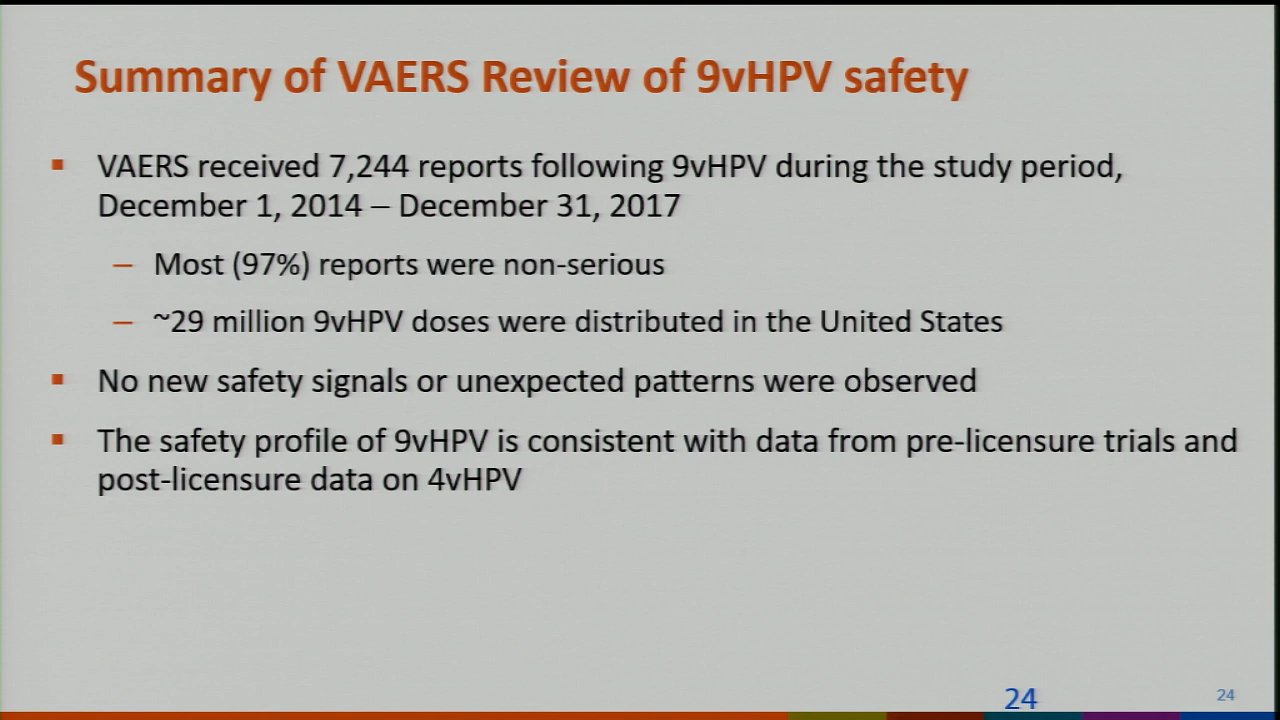 Summary of VAERS Review of 9vHPV safety
▪ VAERS received 7,244 reports following 9vHPV during the study period,
December 1, 2014 – December 31, 2017
– Most (97%) reports were non-serious
– ~29 million 9vHPV doses were distributed in the United States
▪ No new safety signals or unexpected patterns were observed
▪ The safety profile of 9vHPV is consistent with data from pre-licensure trials and
post-licensure data on 4vHPV
24
24